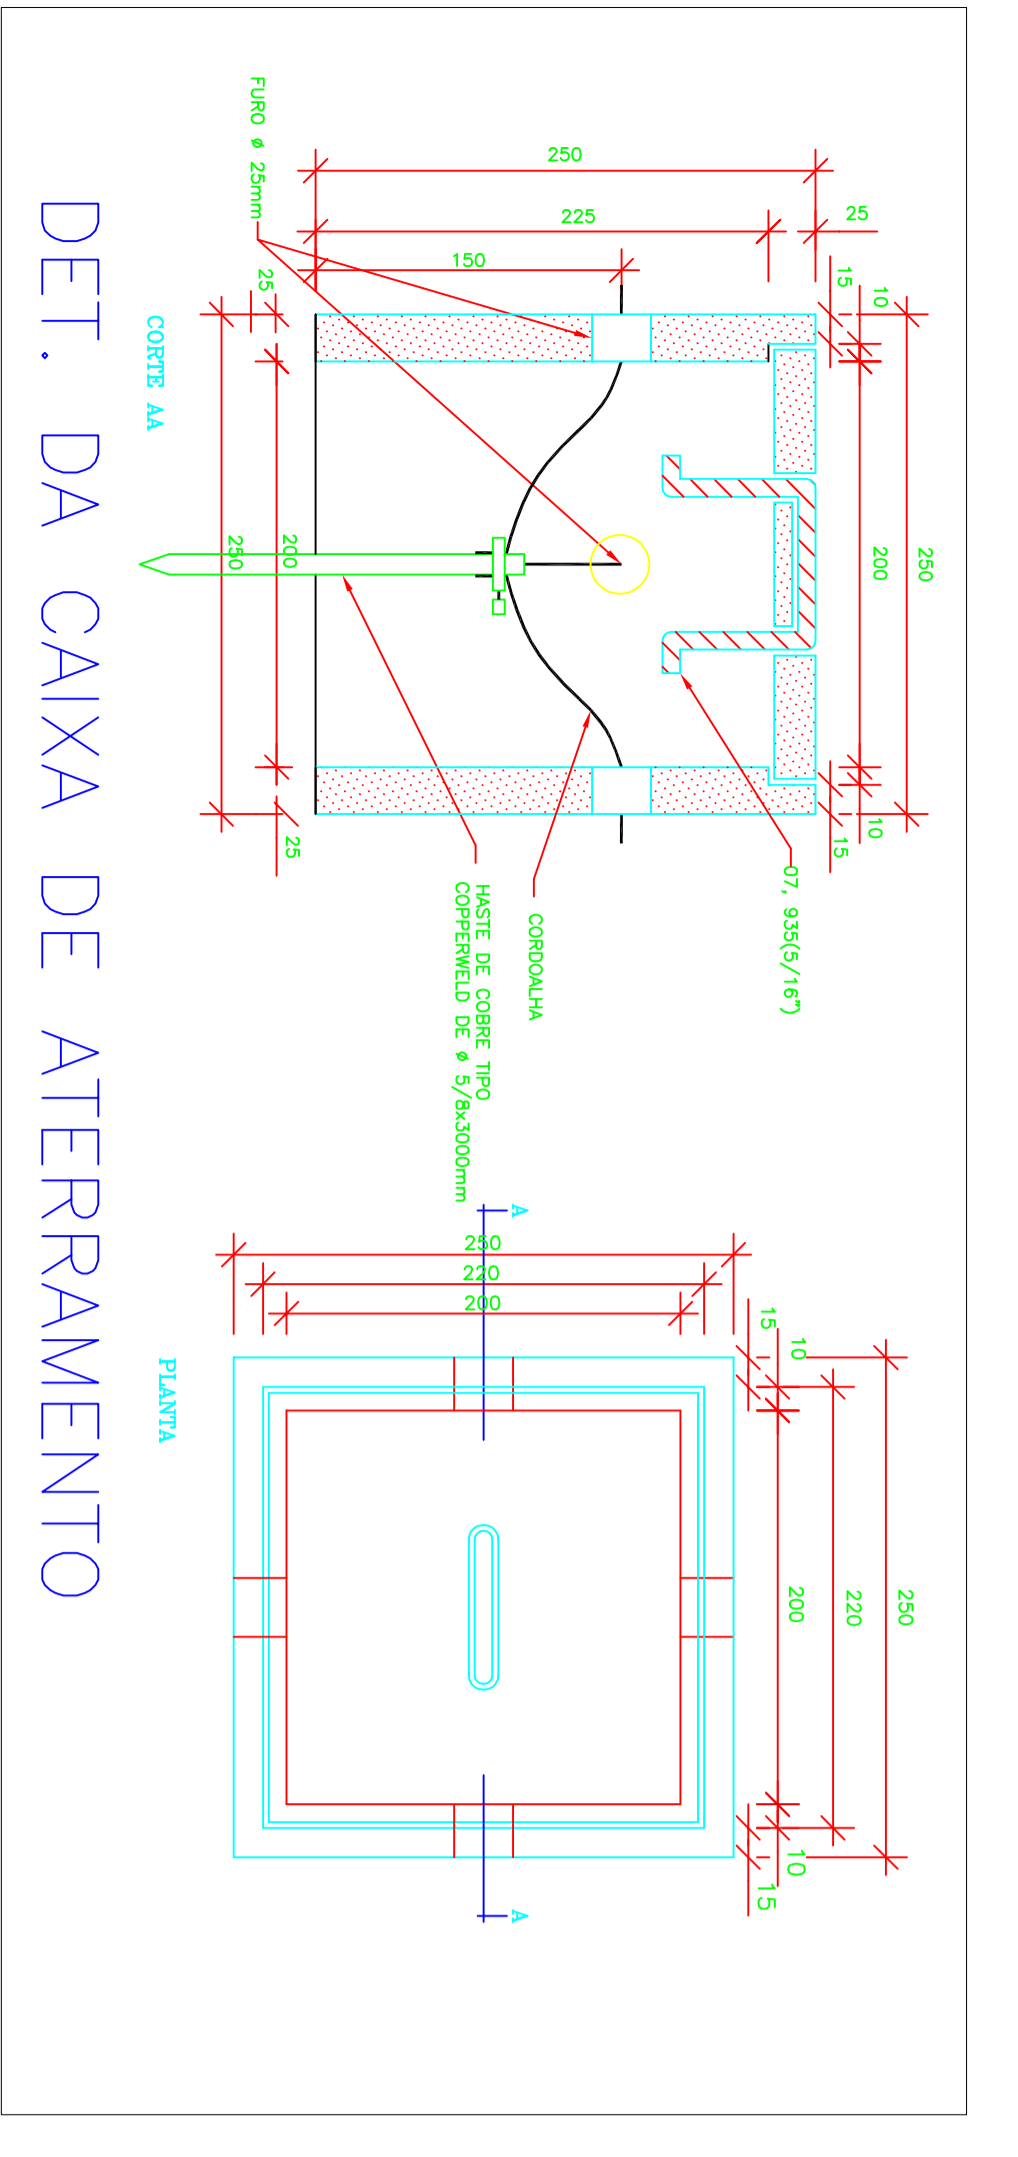 250
200
10
15
25
10
15
250
225
150
FURO ø 25mm
25
200
250
25
07, 935(5/16")
CORDOALHA
HASTE DE COBRE TIPO
COPPERWELD DE ø 5/8x3000mm
CORTE AA
250
220
200
10
15
10
15
250
220
200
A
A
PLANTA
DET. DA CAIXA DE ATERRAMENTO